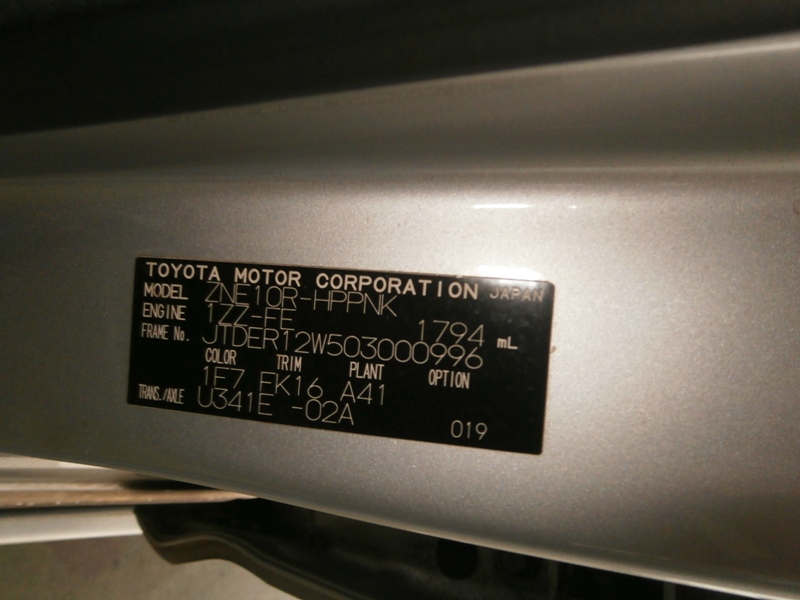 TOYOTA MOTOR CORPORATION JAPAN
MODEL ZNE10R-HPPNK
ENGINE 1ZZ-FE 1794 mL
FRAME No. JTDER12W503000996
COLOR TRIM PLANT OPTION
1F7 FK16 A41
TRANS./AXLE U341E -02A
019